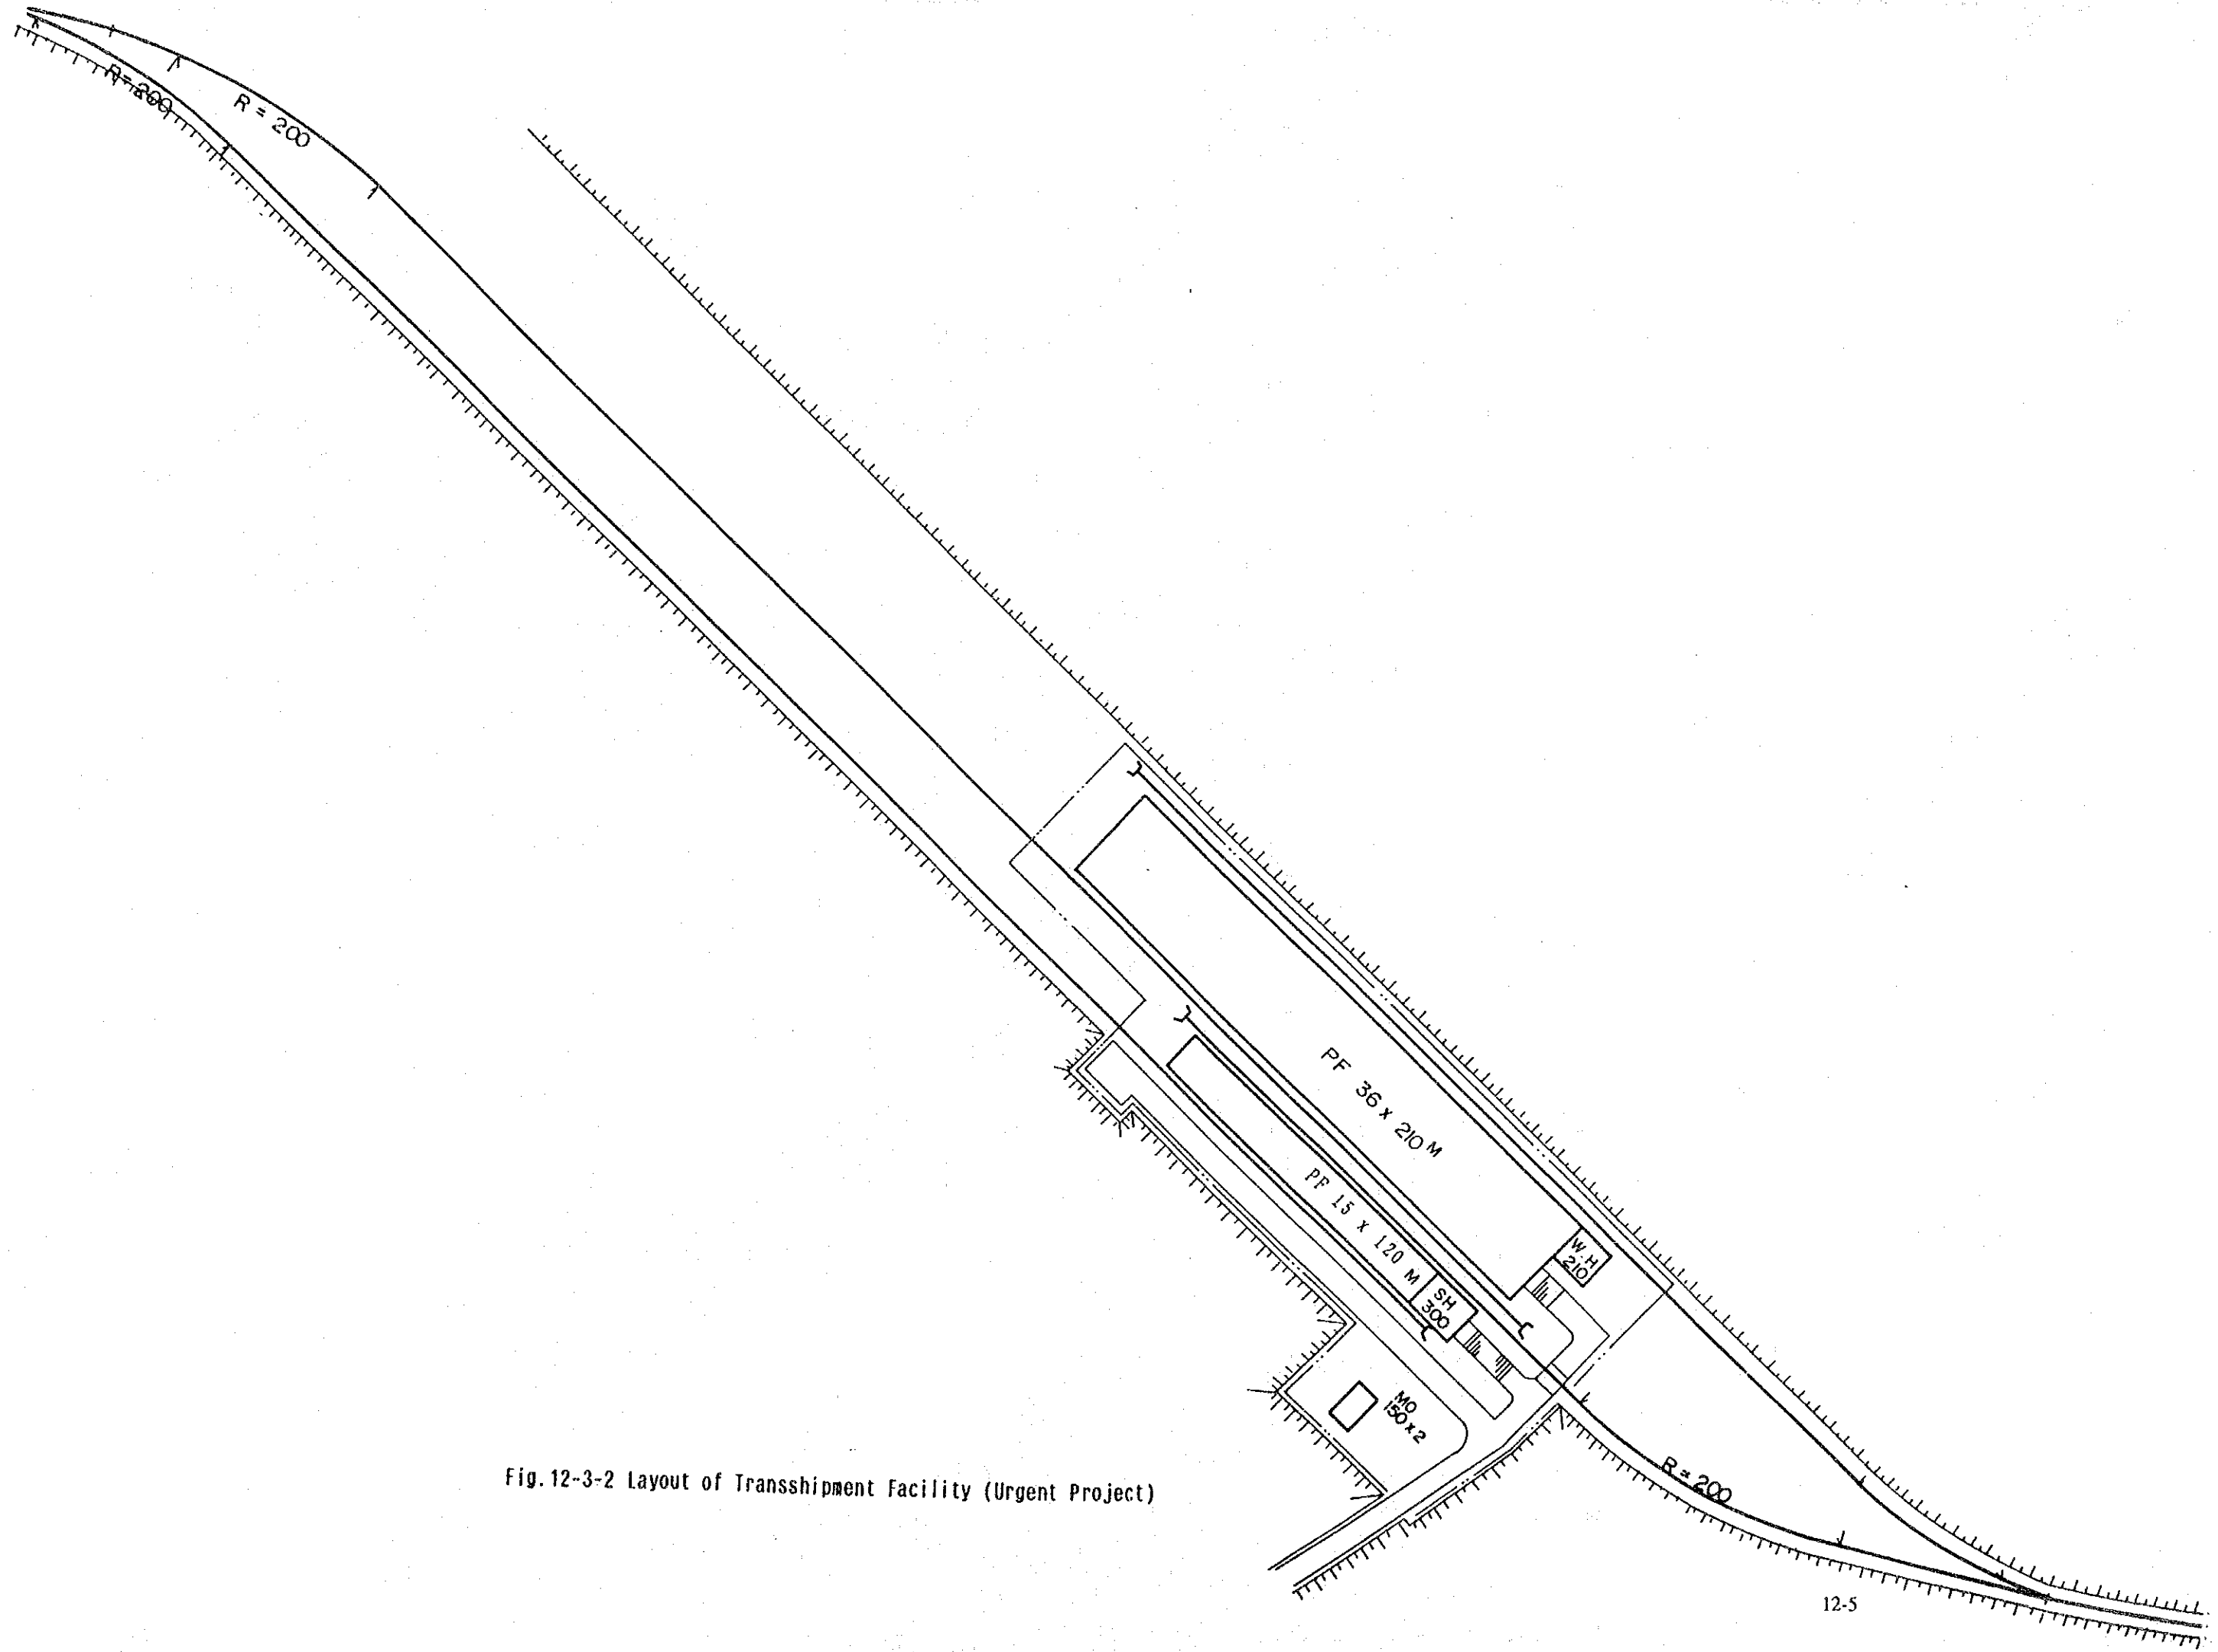 R=200
R = 200
PF 36 x 210 M
PF 15 x 120 M
W.H
210
SH
300
MO
150 x 2
R = 200
Fig.12-3-2 Layout of Transshipment Facility (Urgent Project)
12-5